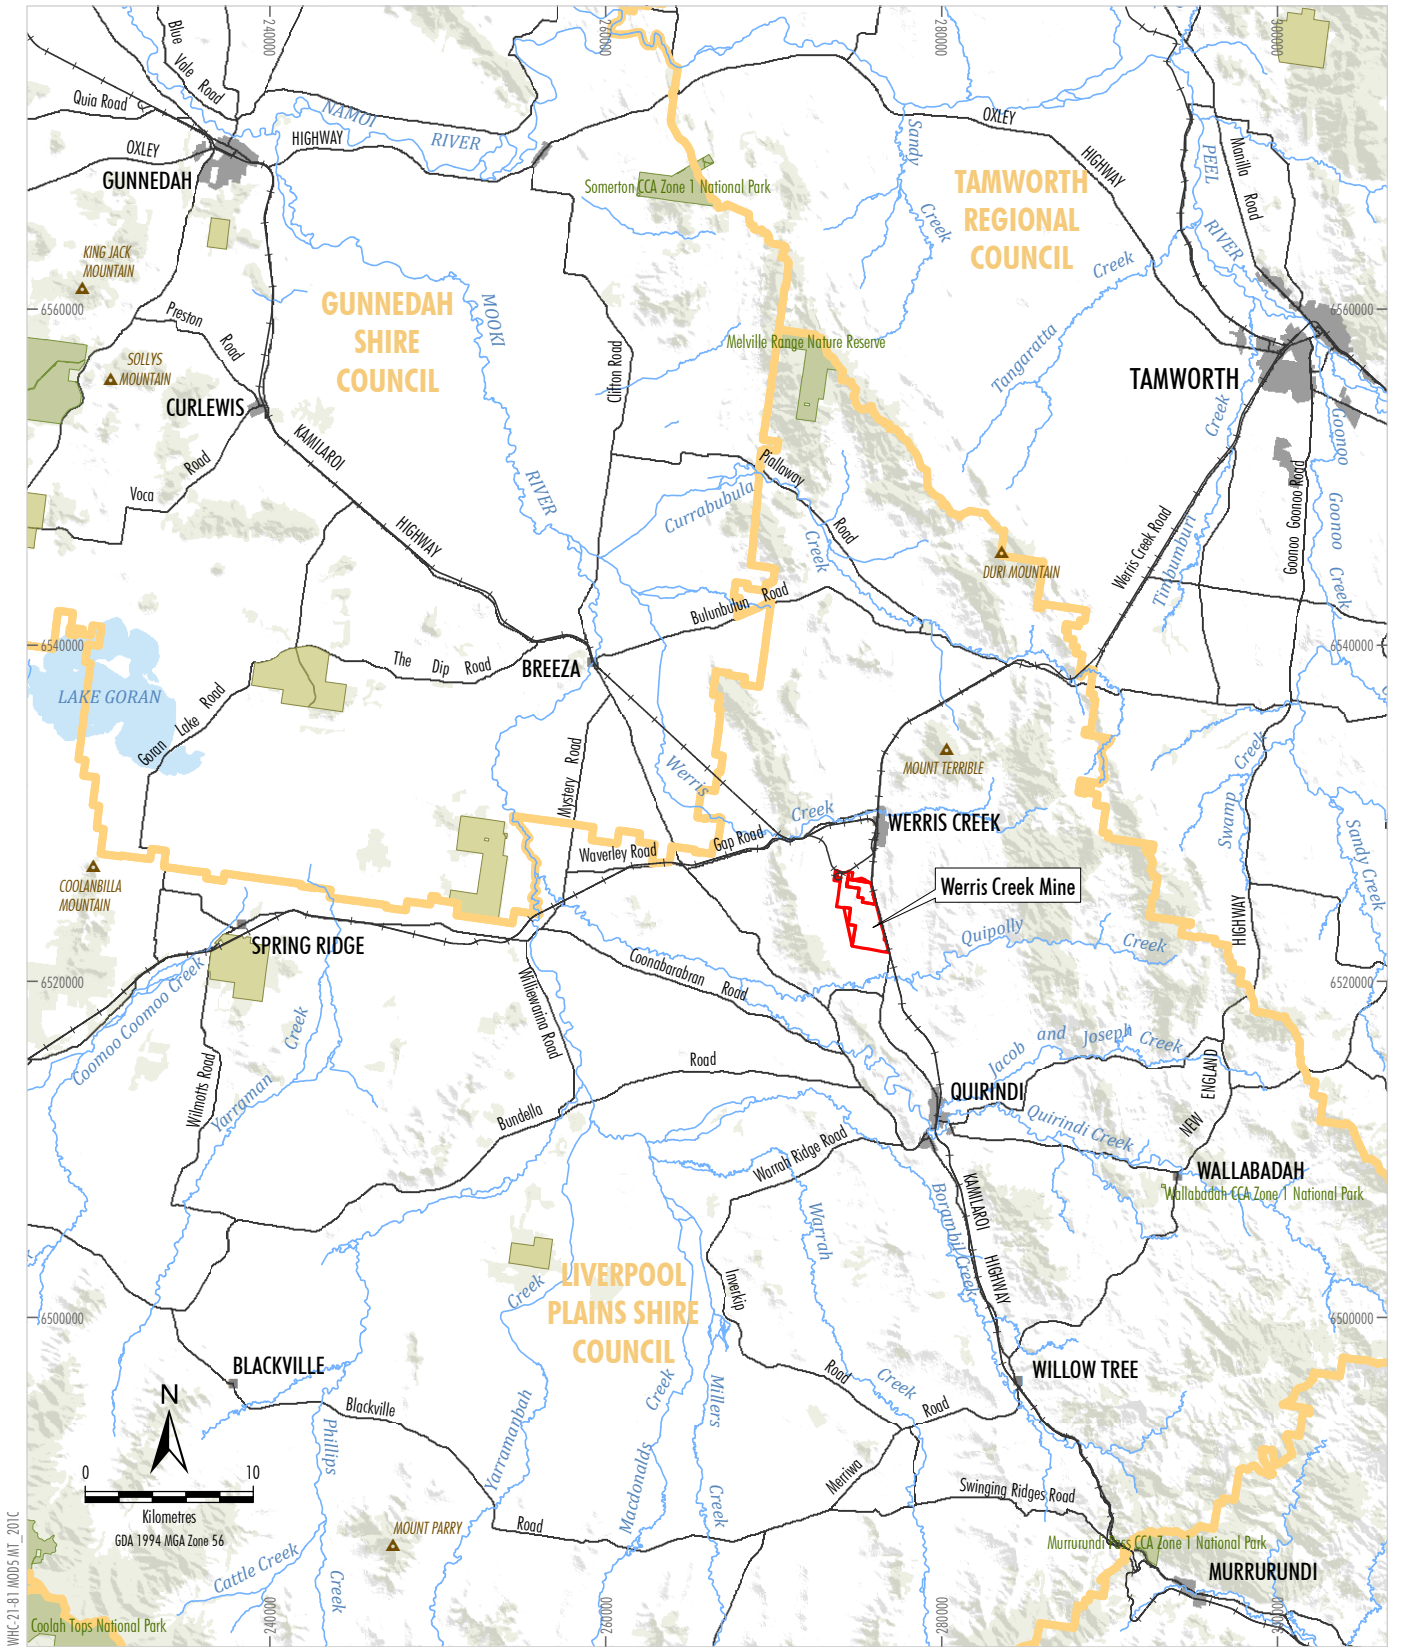 240000
260000
280000
300000
Blue
Vale
Road
Quia Road
NAMOI
RIVER
OXLEY
HIGHWAY
GUNNEDAH
OXLEY
HIGHWAY
Sandy
Creek
PEEL
RIVER
Manilla
Road
Somerton CCA Zone 1 National Park
TAMWORTH
REGIONAL
COUNCIL
KING JACK
MOUNTAIN
GUNNEDAH
SHIRE
COUNCIL
MOOKI
RIVER
Creek
Tangaratta
6560000
6560000
Preston
Road
SOLLYS
MOUNTAIN
Clifton Road
Melville Range Nature Reserve
TAMWORTH
CURLEWIS
Creek
Timbumburi
Goonoo
Goonoo
Creek
KAMILAROI
HIGHWAY
Voca
Road
Piallaway
Road
Currabubula
Creek
Goonoo Goonoo Road
Werris Creek Road
DURI MOUNTAIN
Bulunbulun
Road
6540000
6540000
The Dip Road
BREEZA
LAKE GORAN
Goran Lake Road
Mystery Road
Werris
Creek
MOUNT TERRIBLE
Swamp
Creek
Sandy Creek
WERRIS CREEK
Gap Road
Waverley Road
COOLANBILLA
MOUNTAIN
Werris Creek Mine
HIGHWAY
SPRING RIDGE
Quipolly
Creek
Coonabarabran
Road
6520000
6520000
Coomoo Coomoo Creek
Creek
Yarraman
Williewarina Road
Wilmotts Road
Jacob and Joseph Creek
Road
Bundella
QUIRINDI
ENGLAND
NEW
Quirindi Creek
Warrah Ridge Road
WALLABADAH
Wallabadah CCA Zone 1 National Park
KAMILAROI
HIGHWAY
Borambil Creek
Warrah
Creek
LIVERPOOL
PLAINS SHIRE
COUNCIL
Creek
Yarramanbah
Inverkip
Road
6500000
6500000
BLACKVILLE
WILLOW TREE
N
Blackville
Road
Phillips
Creek
Creek
Macdonalds
Millers
Creek
Road
Merriwa
Swinging Ridges Road
0
10
Kilometres
GDA 1994 MGA Zone 56
MOUNT PARRY
Murrurundi Pass CCA Zone 1 National Park
MURRURUNDI
Cattle Creek
Coolah Tops National Park
240000
260000
280000
WHC-21-81 MOD5 MT_201C